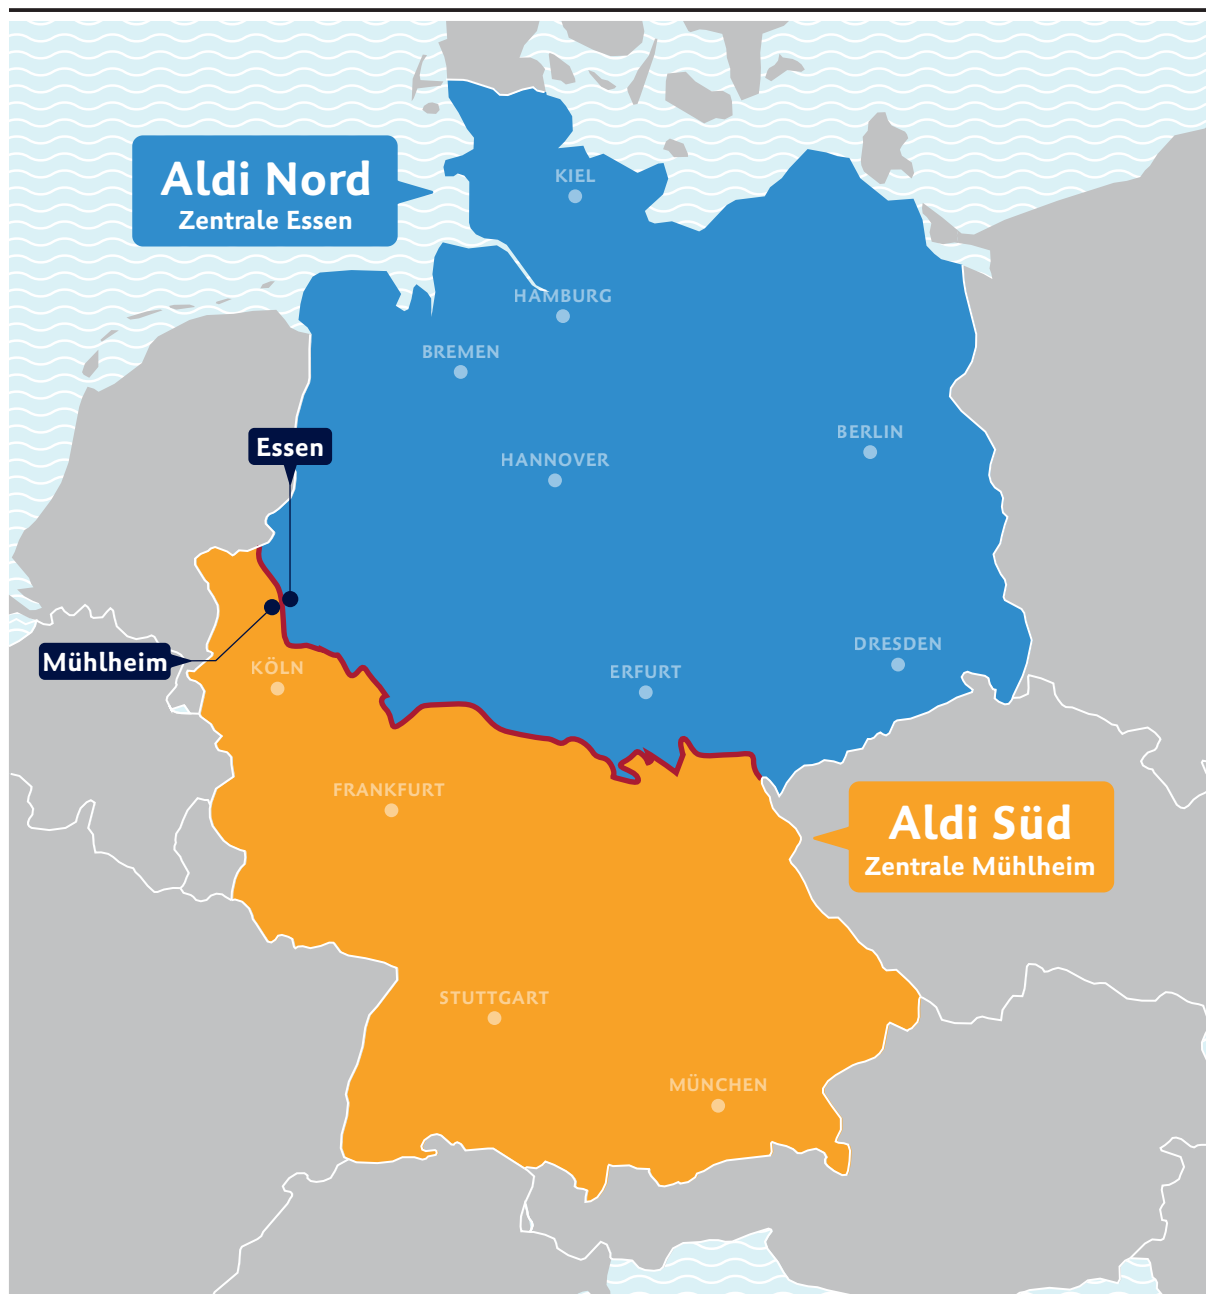 Aldi Nord
Zentrale Essen
KIEL
HAMBURG
BREMEN
BERLIN
Essen
HANNOVER
DRESDEN
Mühlheim
KÖLN
ERFURT
FRANKFURT
Aldi Süd
Zentrale Mühlheim
STUTTGART
MÜNCHEN